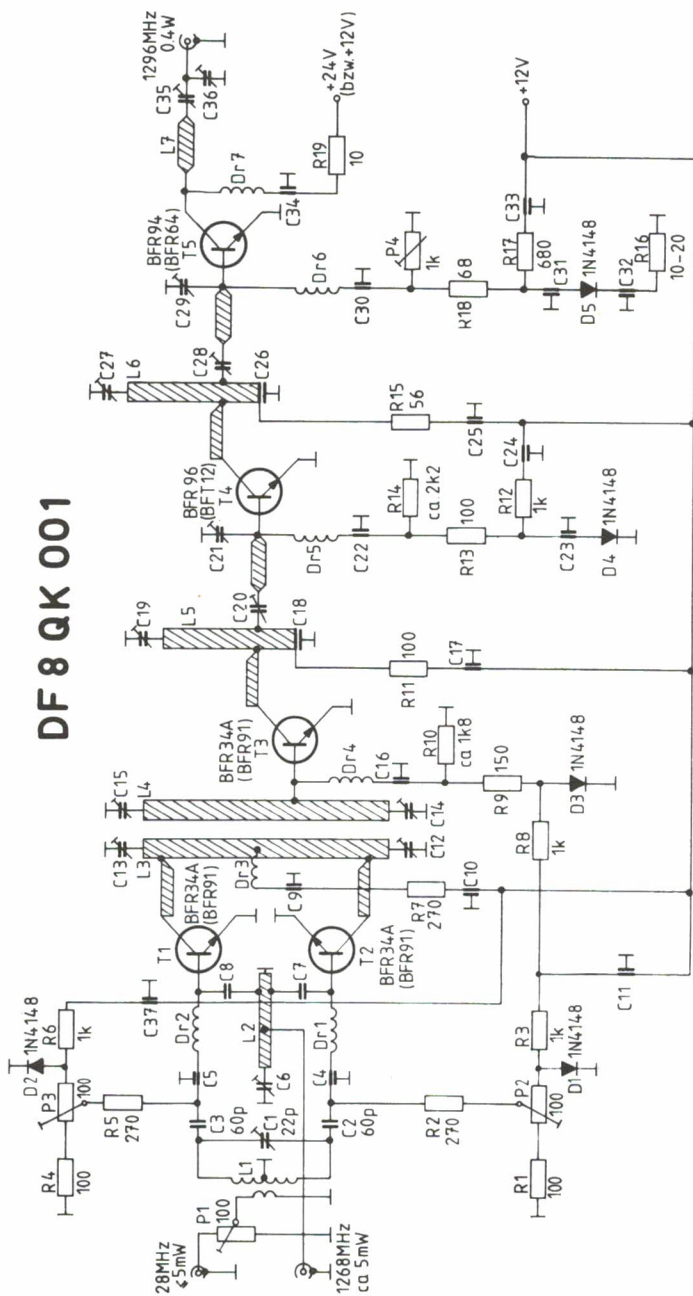 DF 8 QK 001
28MHz
≤5mW
1268MHz
ca 5mW
P1
100
L1
R4
100
P3
100
D2
1N4148
R6
1k
R5
270
C37
C3
60p
C1
22p
C2
60p
C5
C6
C4
Dr2
L2
Dr1
C8
C7
R2
270
R1
100
P2
100
D1
1N4148
R3
1k
C11
T1
BFR34A
(BFR91)
T2
BFR34A
(BFR91)
C13
L3
Dr3
C9
C12
R7
270
C10
C15
L4
C14
BFR34A
(BFR91)
T3
Dr4
C16
R10
ca 1k8
R9
150
R8
1k
D3
1N4148
C19
L5
C20
C18
R11
100
C17
C21
BFR96
(BFT12)
T4
Dr5
C22
R14
ca 2k2
R13
100
R12
1k
C23
D4
1N4148
C24
C25
R15
56
C27
L6
C28
C26
C29
BFR94
(BFR64)
T5
Dr6
C30
P4
1k
R18
68
R17
680
C33
C31
D5
1N4148
C32
R16
10-20
+12V
L7
Dr7
C34
R19
10
+24V
(bzw.+12V)
C35
C36
1296MHz
0.4W